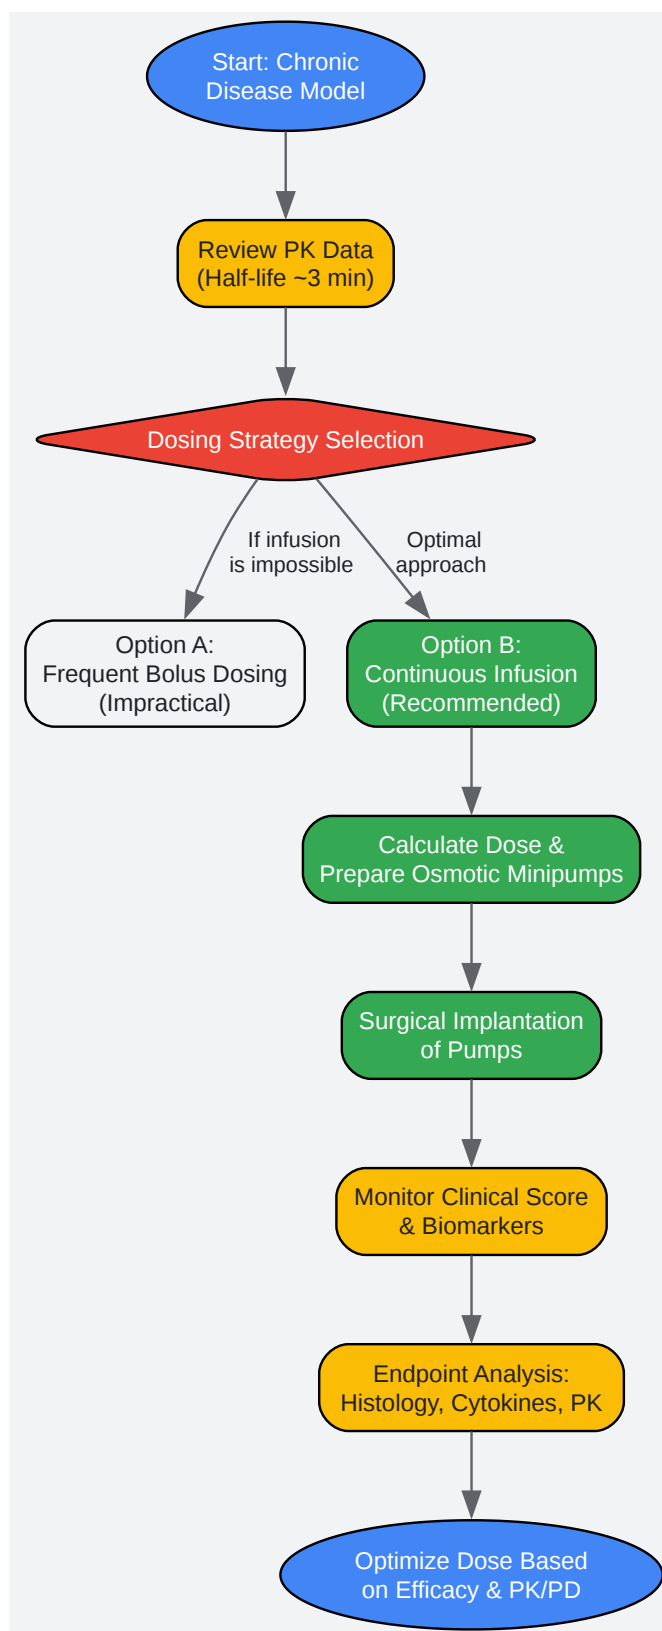 Start: Chronic
Disease Model
Review PK Data
(Half-life ~3 min)
Dosing Strategy Selection
If infusion
is impossible
Optimal
approach
Option A:
Frequent Bolus Dosing
(Impractical)
Option B:
Continuous Infusion
(Recommended)
Calculate Dose &
Prepare Osmotic Minipumps
Surgical Implantation
of Pumps
Monitor Clinical Score
& Biomarkers
Endpoint Analysis:
Histology, Cytokines, PK
Optimize Dose Based
on Efficacy & PK/PD